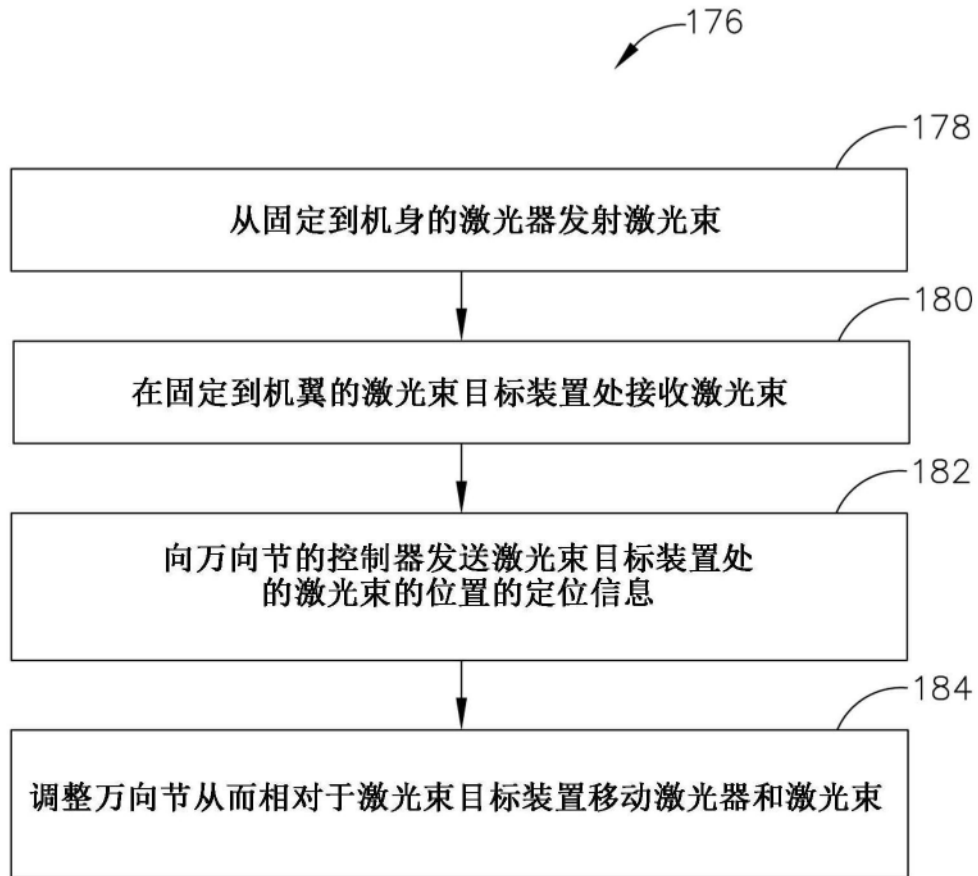 176
178
从固定到机身的激光器发射激光束
180
在固定到机翼的激光束目标装置处接收激光束
182
向万向节的控制器发送激光束目标装置处
的激光束的位置的定位信息
184
调整万向节从而相对于激光束目标装置移动激光器和激光束